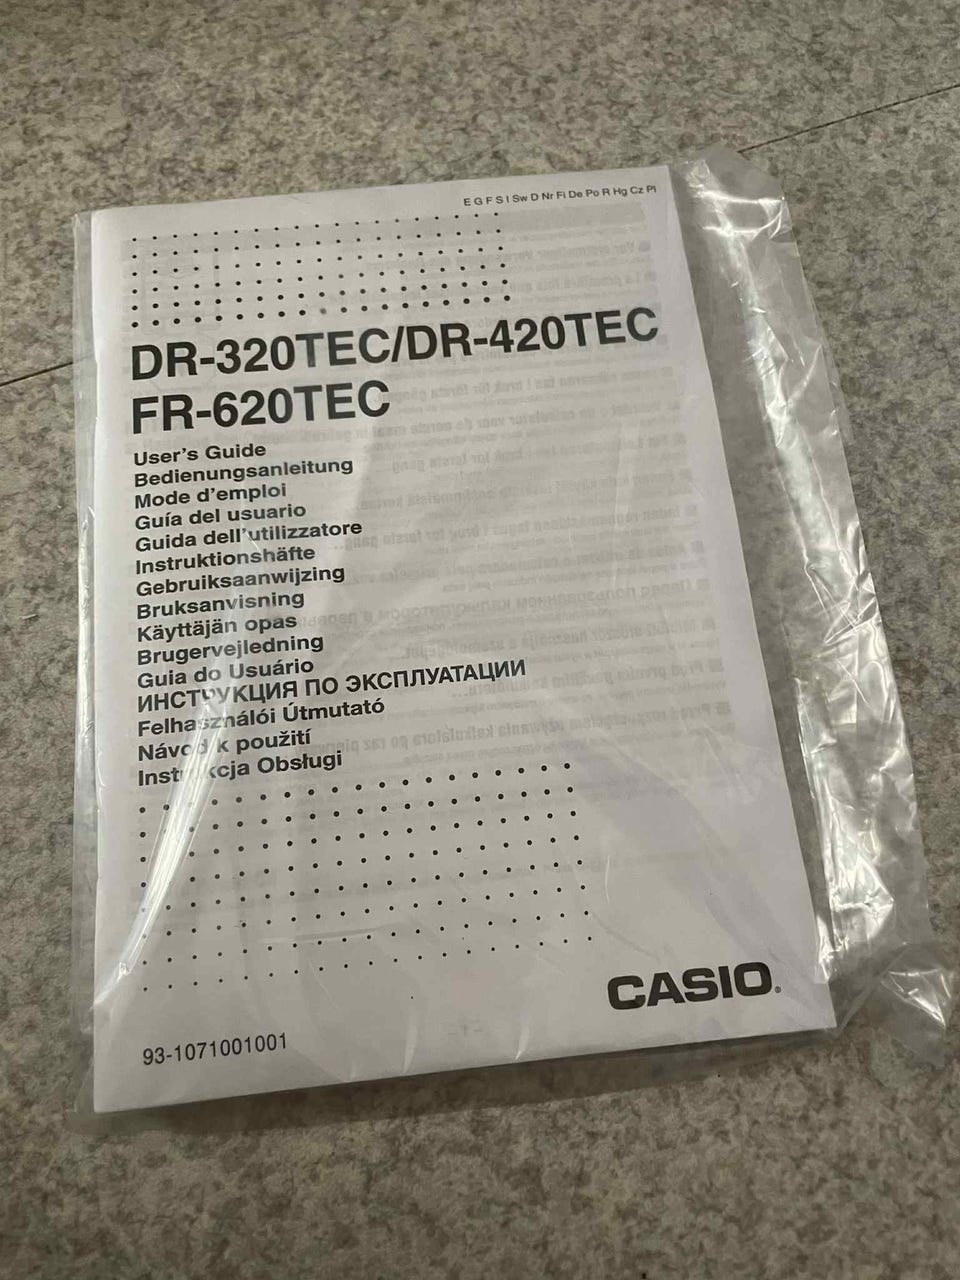 E G F S I Sw D Nr Fi De Po R Hg Cz Pl
DR-320TEC/DR-420TEC
FR-620TEC
User's Guide
Bedienungsanleitung
Mode d'emploi
Guía del usuario
Guida dell'utilizzatore
Instruktionshäfte
Gebruiksaanwijzing
Bruksanvisning
Käyttäjän opas
Brugervejledning
Guia do Usuário
ИНСТРУКЦИЯ ПО ЭКСПЛУАТАЦИИ
Felhasználói Útmutató
Návod k použití
Instrukcja Obsługi
CASIO®
93-1071001001